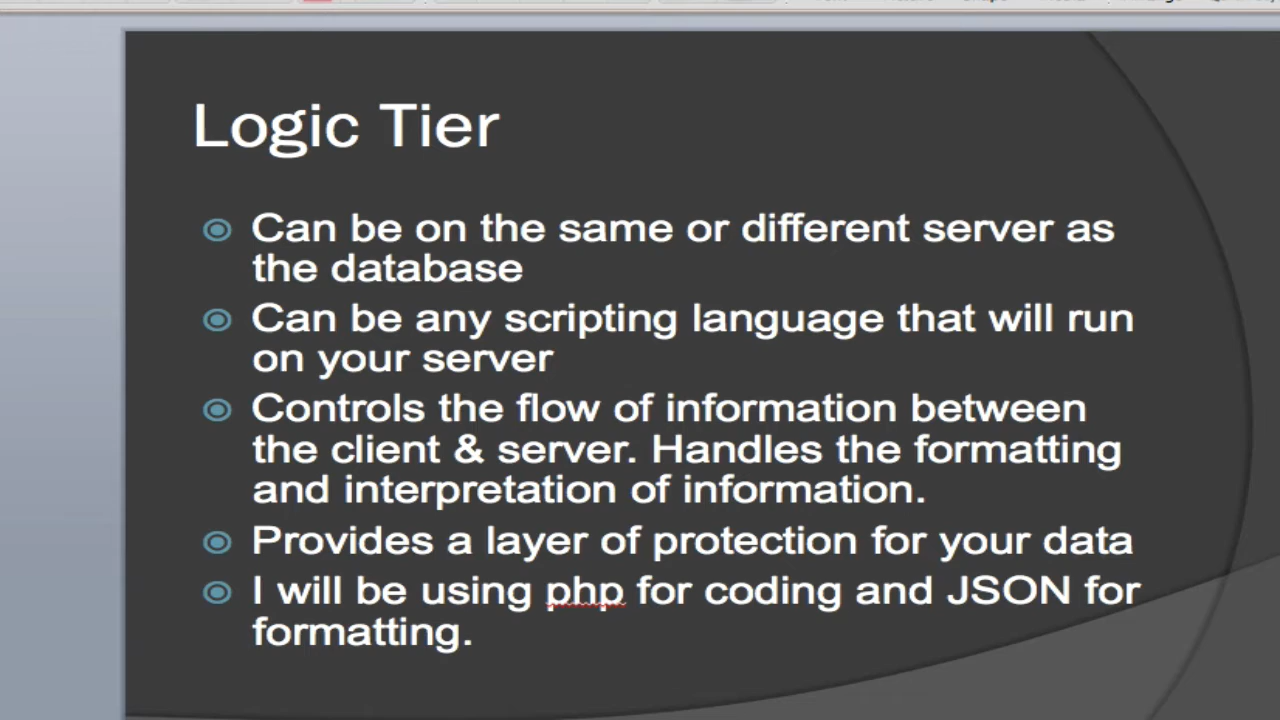 Logic Tier
Can be on the same or different server as
the database
Can be any scripting language that will run
on your server
Controls the flow of information between
the client & server. Handles the formatting
and interpretation of information.
Provides a layer of protection for your data
I will be using php for coding and JSON for
formatting.